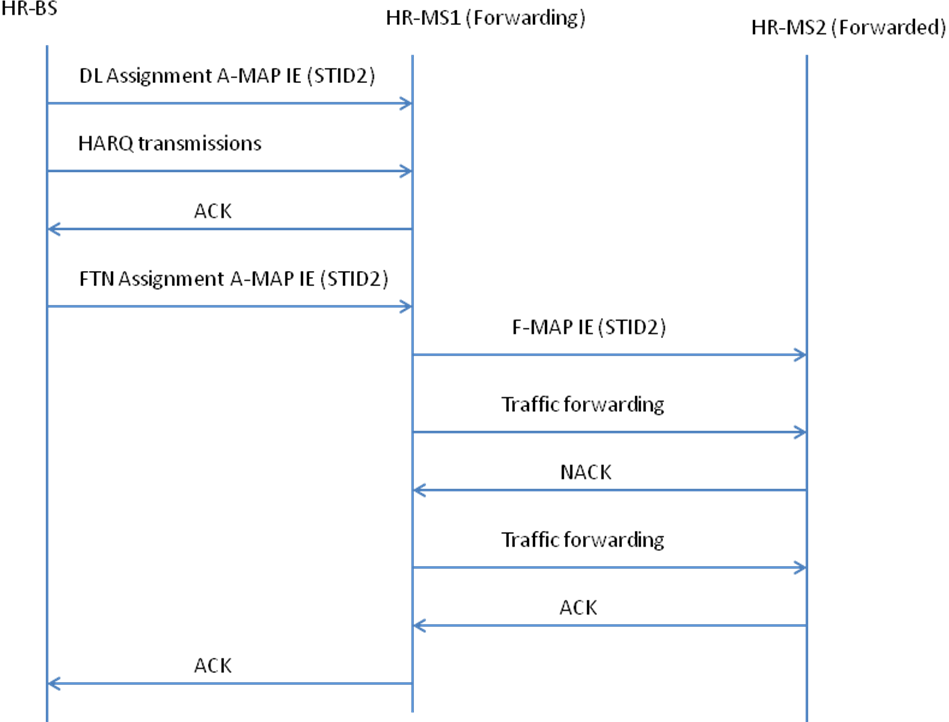 HR-BS
HR-MS1 (Forwarding)
HR-MS2 (Forwarded)
DL Assignment A-MAP IE (STID2)
HARQ transmissions
ACK
FTN Assignment A-MAP IE (STID2)
F-MAP IE (STID2)
Traffic forwarding
NACK
Traffic forwarding
ACK
ACK